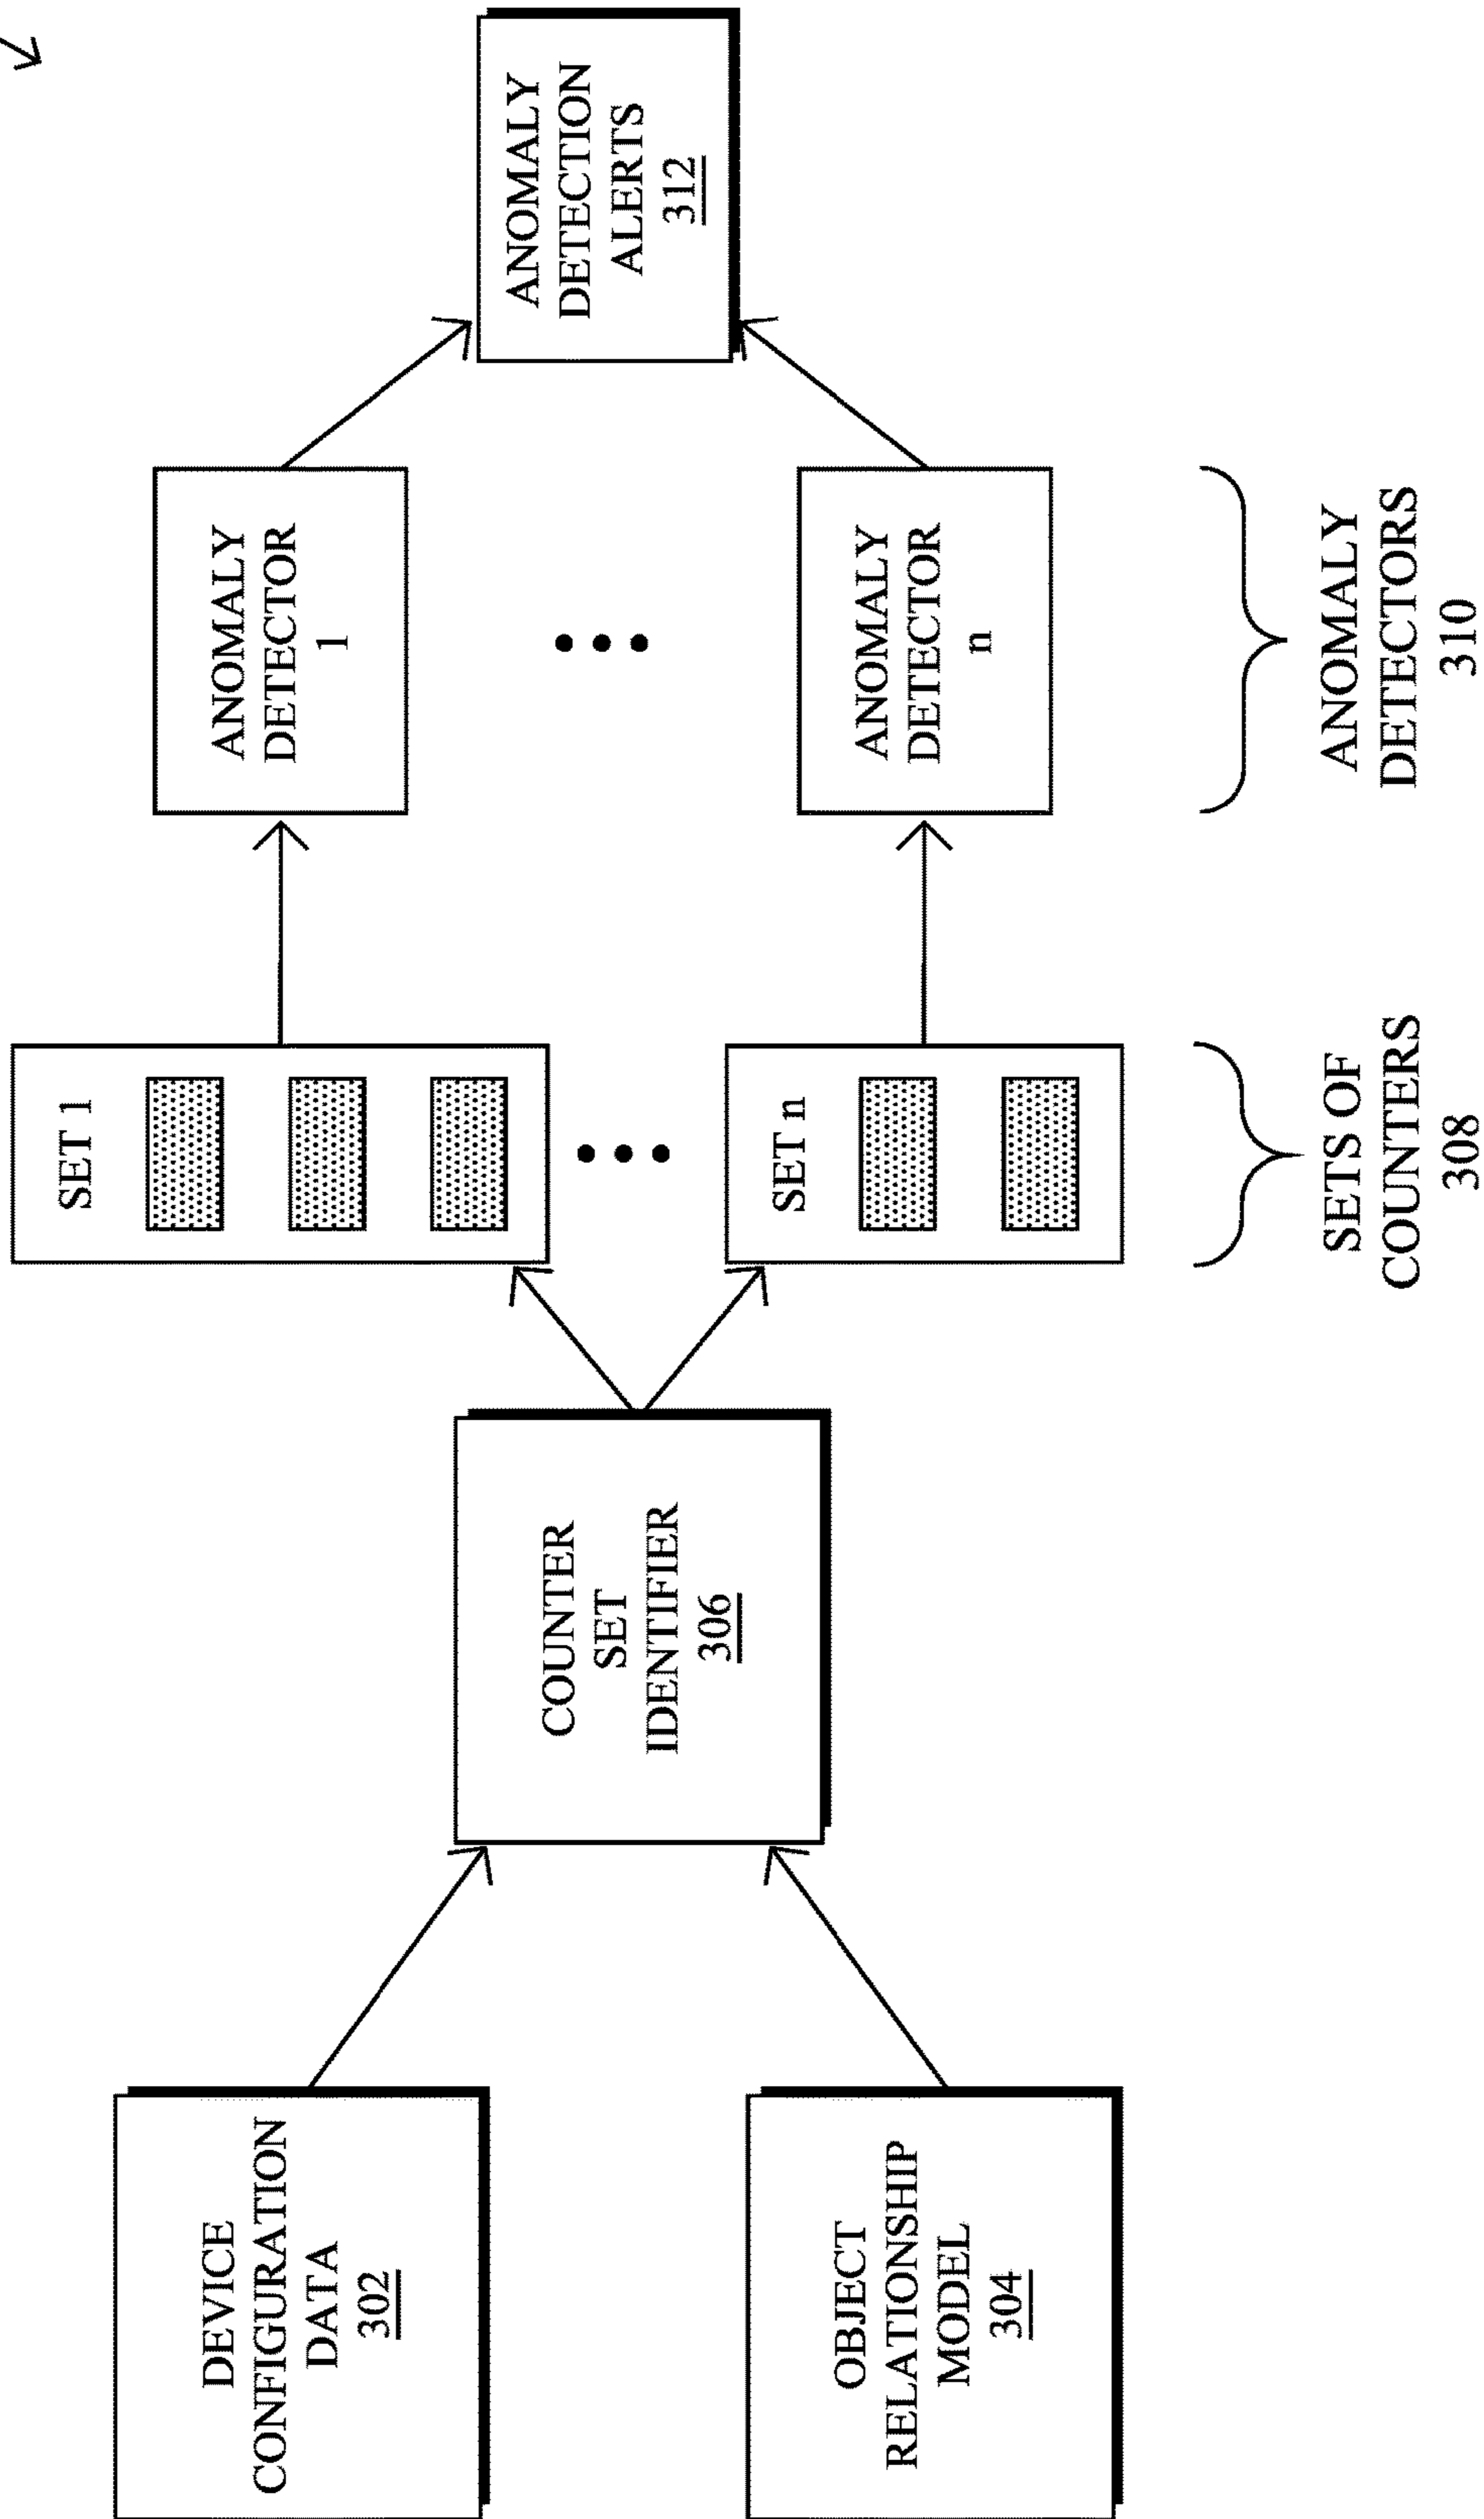 DEVICE
CONFIGURATION
DATA
302
OBJECT
RELATIONSHIP
MODEL
304
COUNTER
SET
IDENTIFIER
306
SET 1
SET n
SETS OF
COUNTERS
308
ANOMALY
DETECTOR
1
ANOMALY
DETECTOR
n
ANOMALY
DETECTORS
310
ANOMALY
DETECTION
ALERTS
312